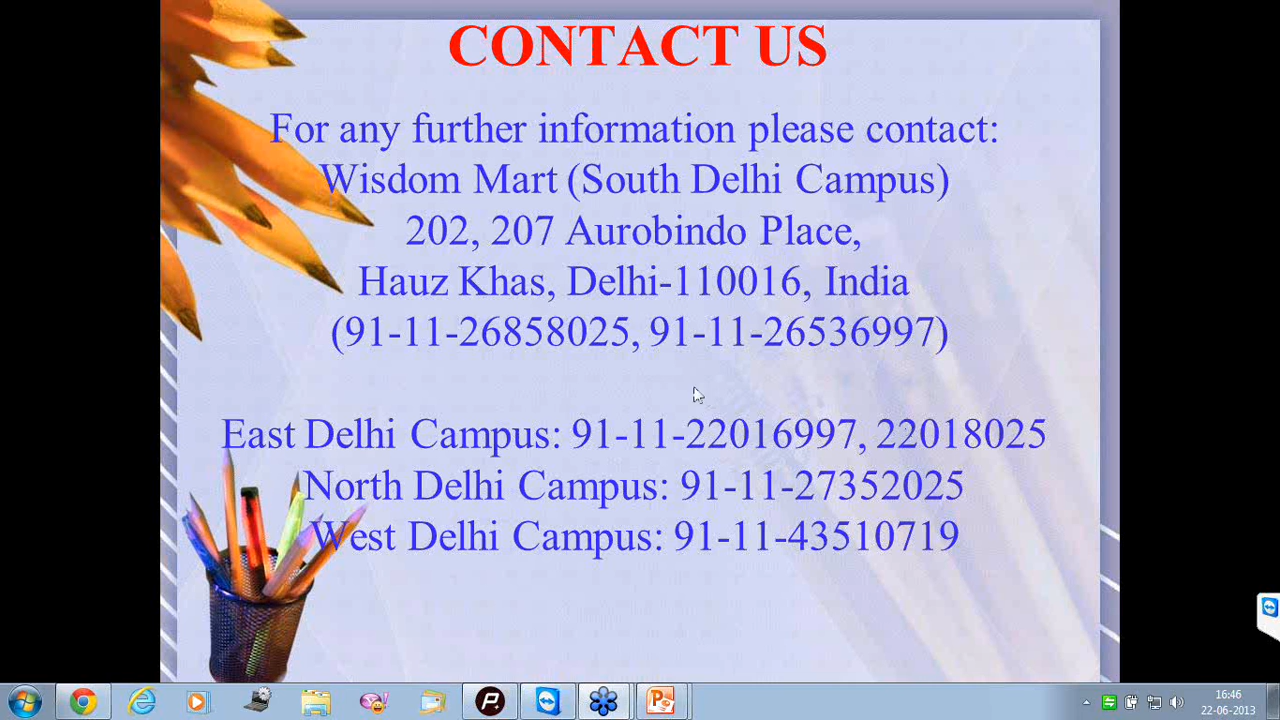 CONTACT US
For any further information please contact:
Wisdom Mart (South Delhi Campus)
202, 207 Aurobindo Place,
Hauz Khas, Delhi-110016, India
(91-11-26858025, 91-11-26536997)
East Delhi Campus: 91-11-22016997, 22018025
North Delhi Campus: 91-11-27352025
West Delhi Campus: 91-11-43510719
16:46
22-06-2013